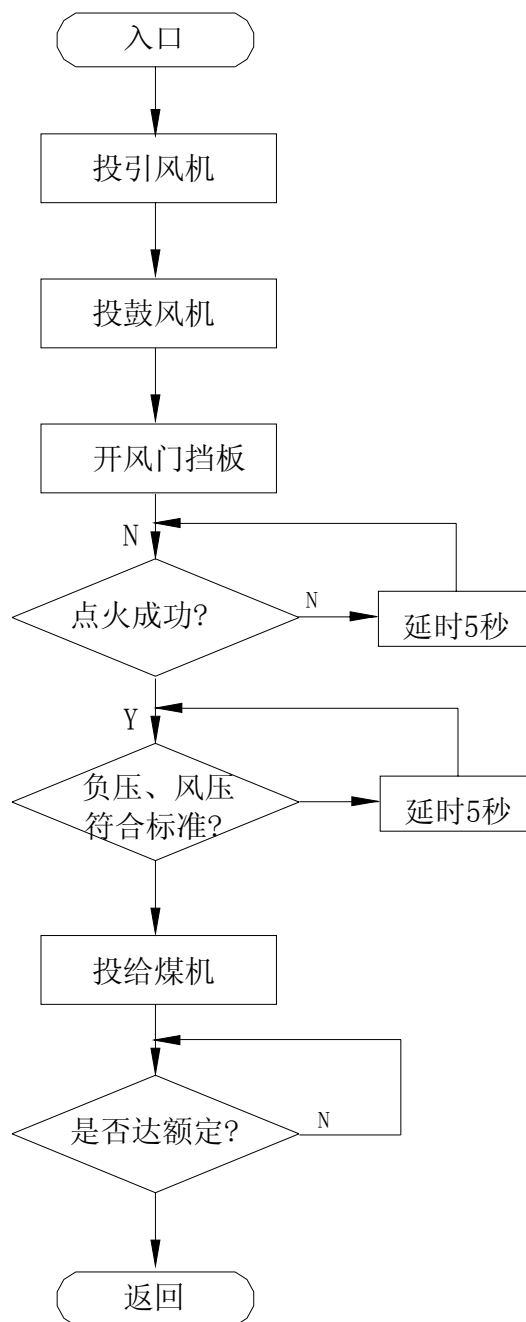 入口
投引风机
投鼓风机
开风门挡板
N
点火成功?
N
延时5秒
Y
负压、风压
符合标准?
延时5秒
投给煤机
是否达额定?
N
返回